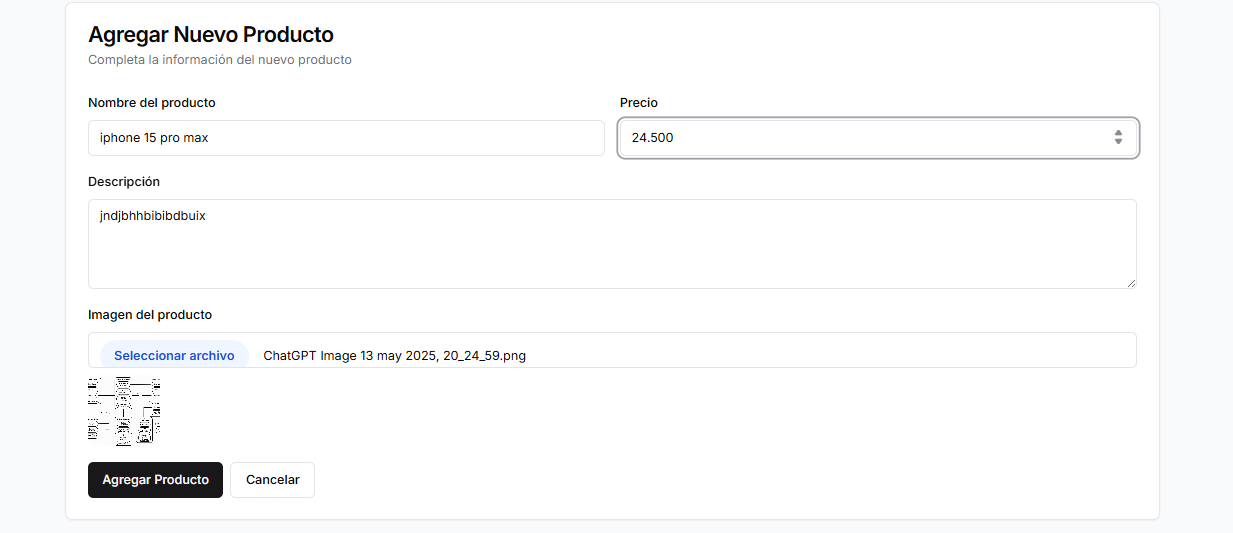 Agregar Nuevo Producto
Completa la información del nuevo producto
Nombre del producto
Precio
iphone 15 pro max
24.500
Descripción
jndjbhhbibibdbuix
Imagen del producto
Seleccionar archivo ChatGPT Image 13 may 2025, 20_24_59.png
Agregar Producto
Cancelar